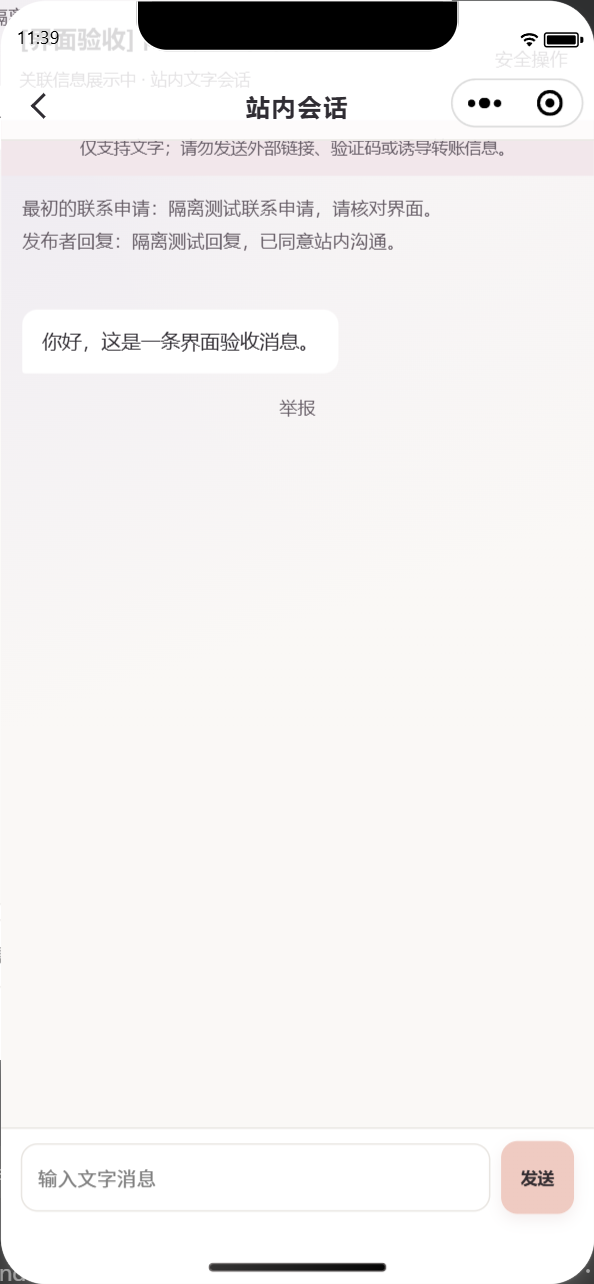 11:39
[界面验收]
安全操作
关联信息展示中 · 站内文字会话
站内会话
仅支持文字；请勿发送外部链接、验证码或诱导转账信息。
最初的联系申请：隔离测试联系申请，请核对界面。
发布者回复：隔离测试回复，已同意站内沟通。
你好，这是一条界面验收消息。
举报
输入文字消息
发送